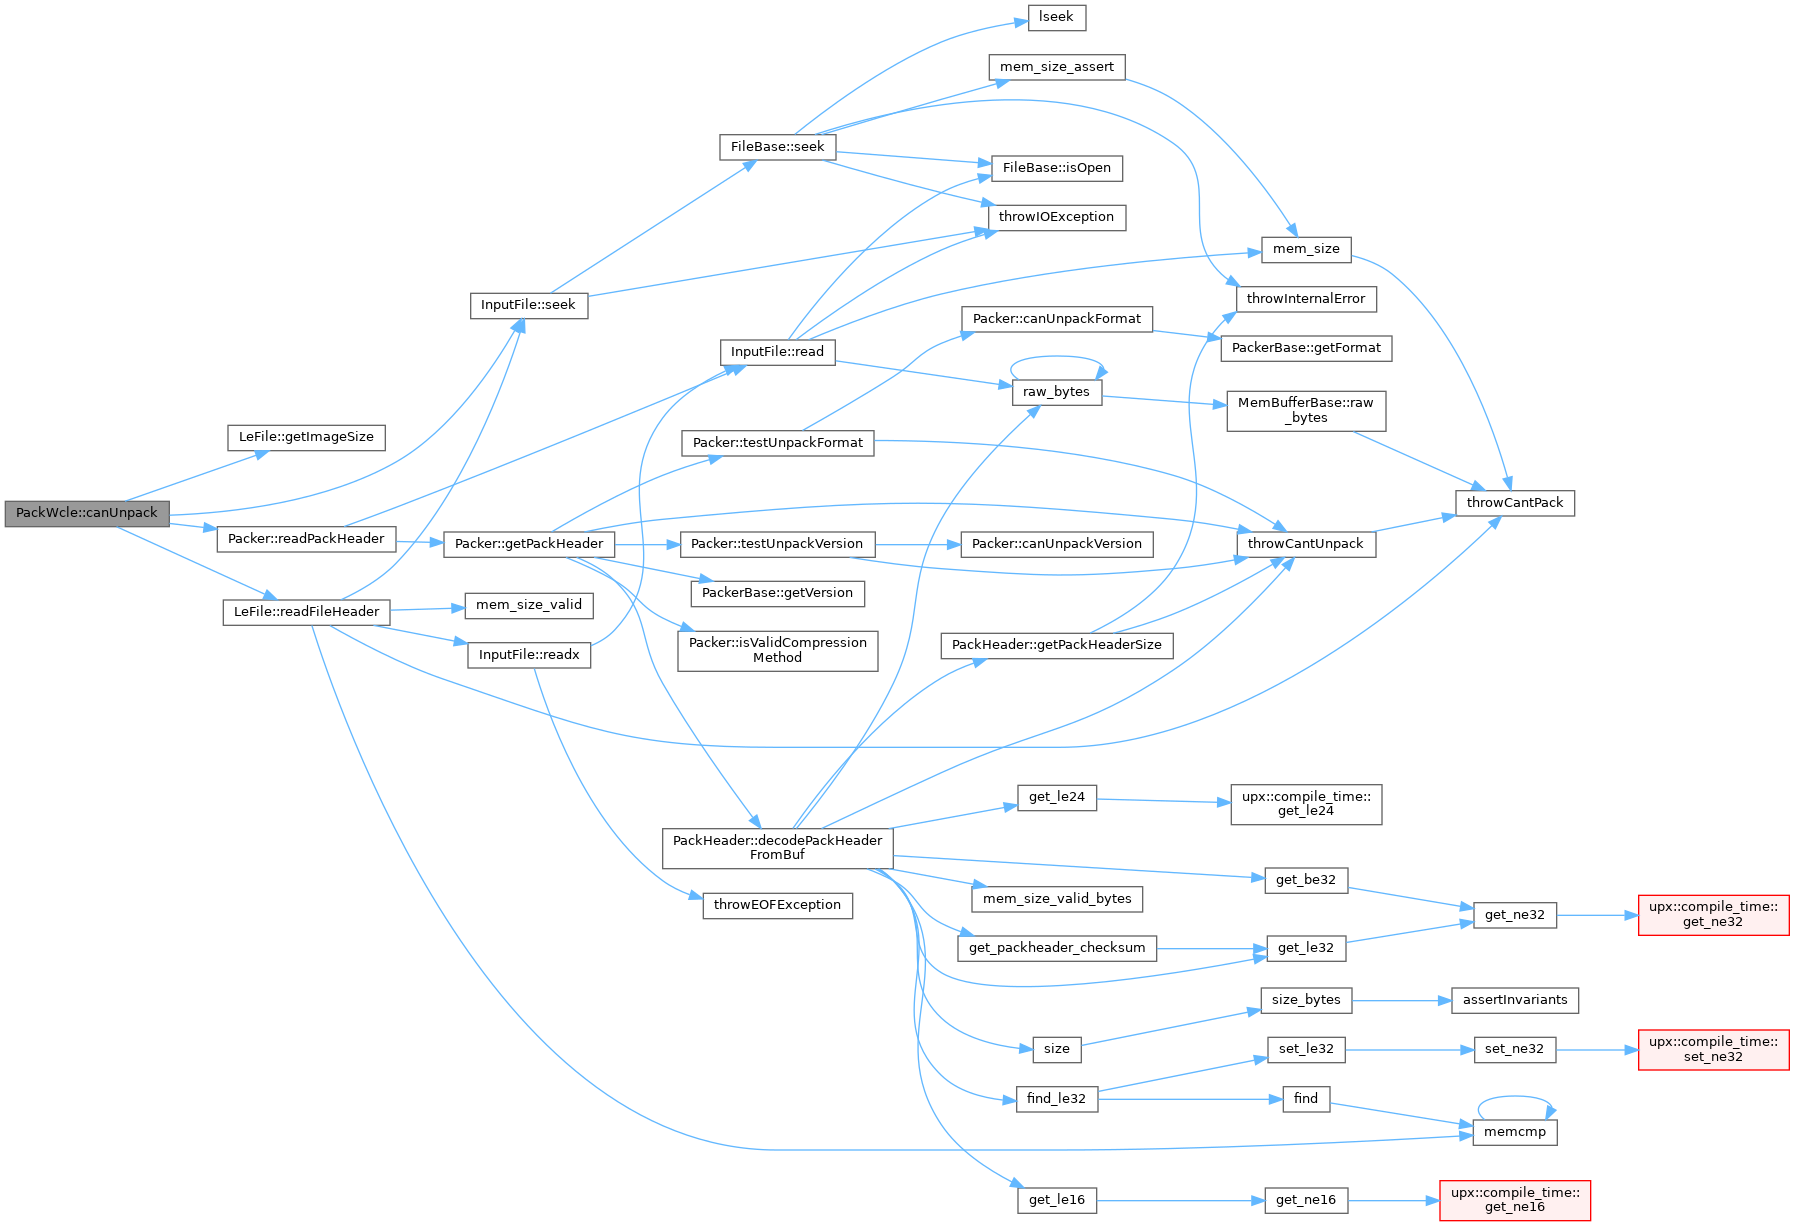 lseek
mem_size_assert
FileBase::seek
FileBase::isOpen
throwIOException
mem_size
InputFile::seek
throwInternalError
Packer::canUnpackFormat
PackerBase::getFormat
InputFile::read
raw_bytes
MemBufferBase::raw
_bytes
LeFile::getImageSize
Packer::testUnpackFormat
throwCantPack
PackWcle::canUnpack
Packer::readPackHeader
Packer::getPackHeader
Packer::testUnpackVersion
Packer::canUnpackVersion
throwCantUnpack
PackerBase::getVersion
LeFile::readFileHeader
mem_size_valid
Packer::isValidCompression
Method
PackHeader::getPackHeaderSize
InputFile::readx
get_le24
upx::compile_time::
get_le24
PackHeader::decodePackHeader
FromBuf
get_be32
mem_size_valid_bytes
throwEOFException
get_ne32
upx::compile_time::
get_ne32
get_packheader_checksum
get_le32
size_bytes
assertInvariants
size
set_le32
set_ne32
upx::compile_time::
set_ne32
find_le32
find
memcmp
get_le16
get_ne16
upx::compile_time::
get_ne16